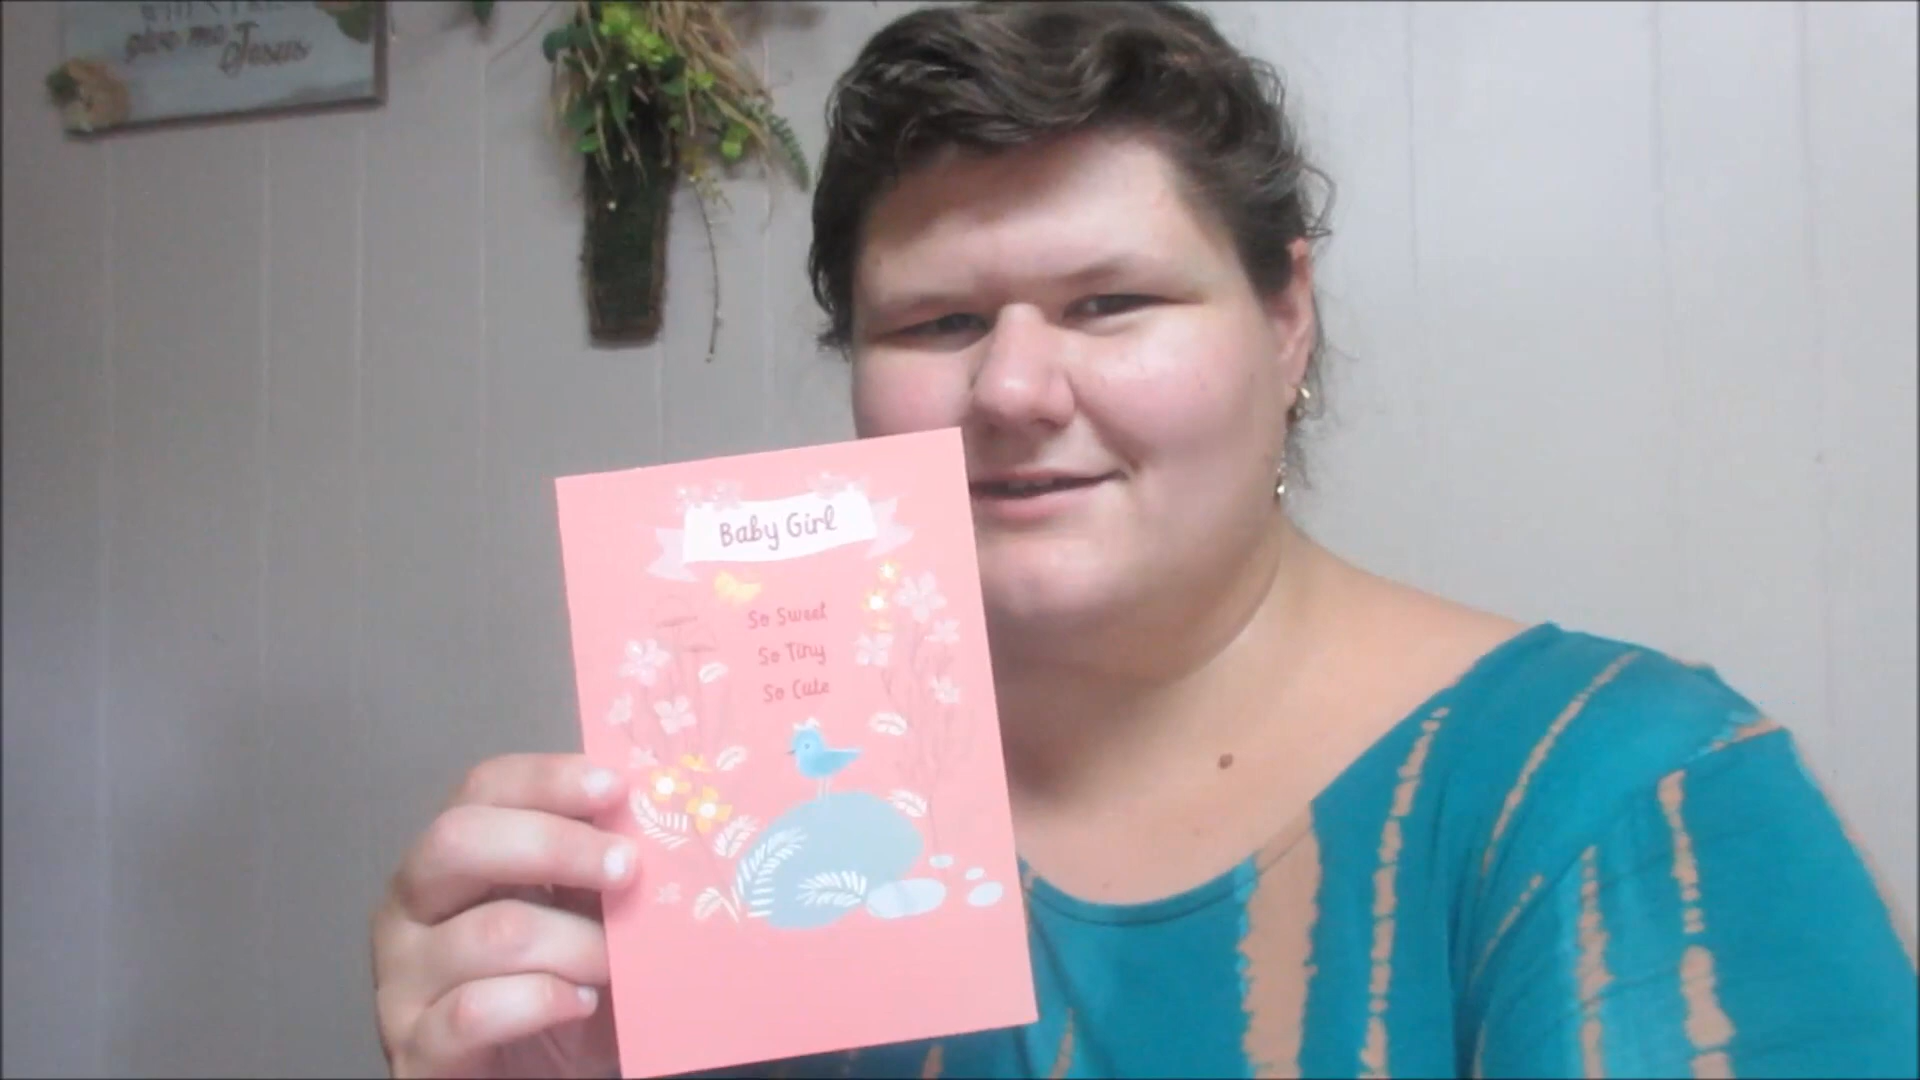 give me Jesus
Baby Girl
So Sweet
So Tiny
So Cute